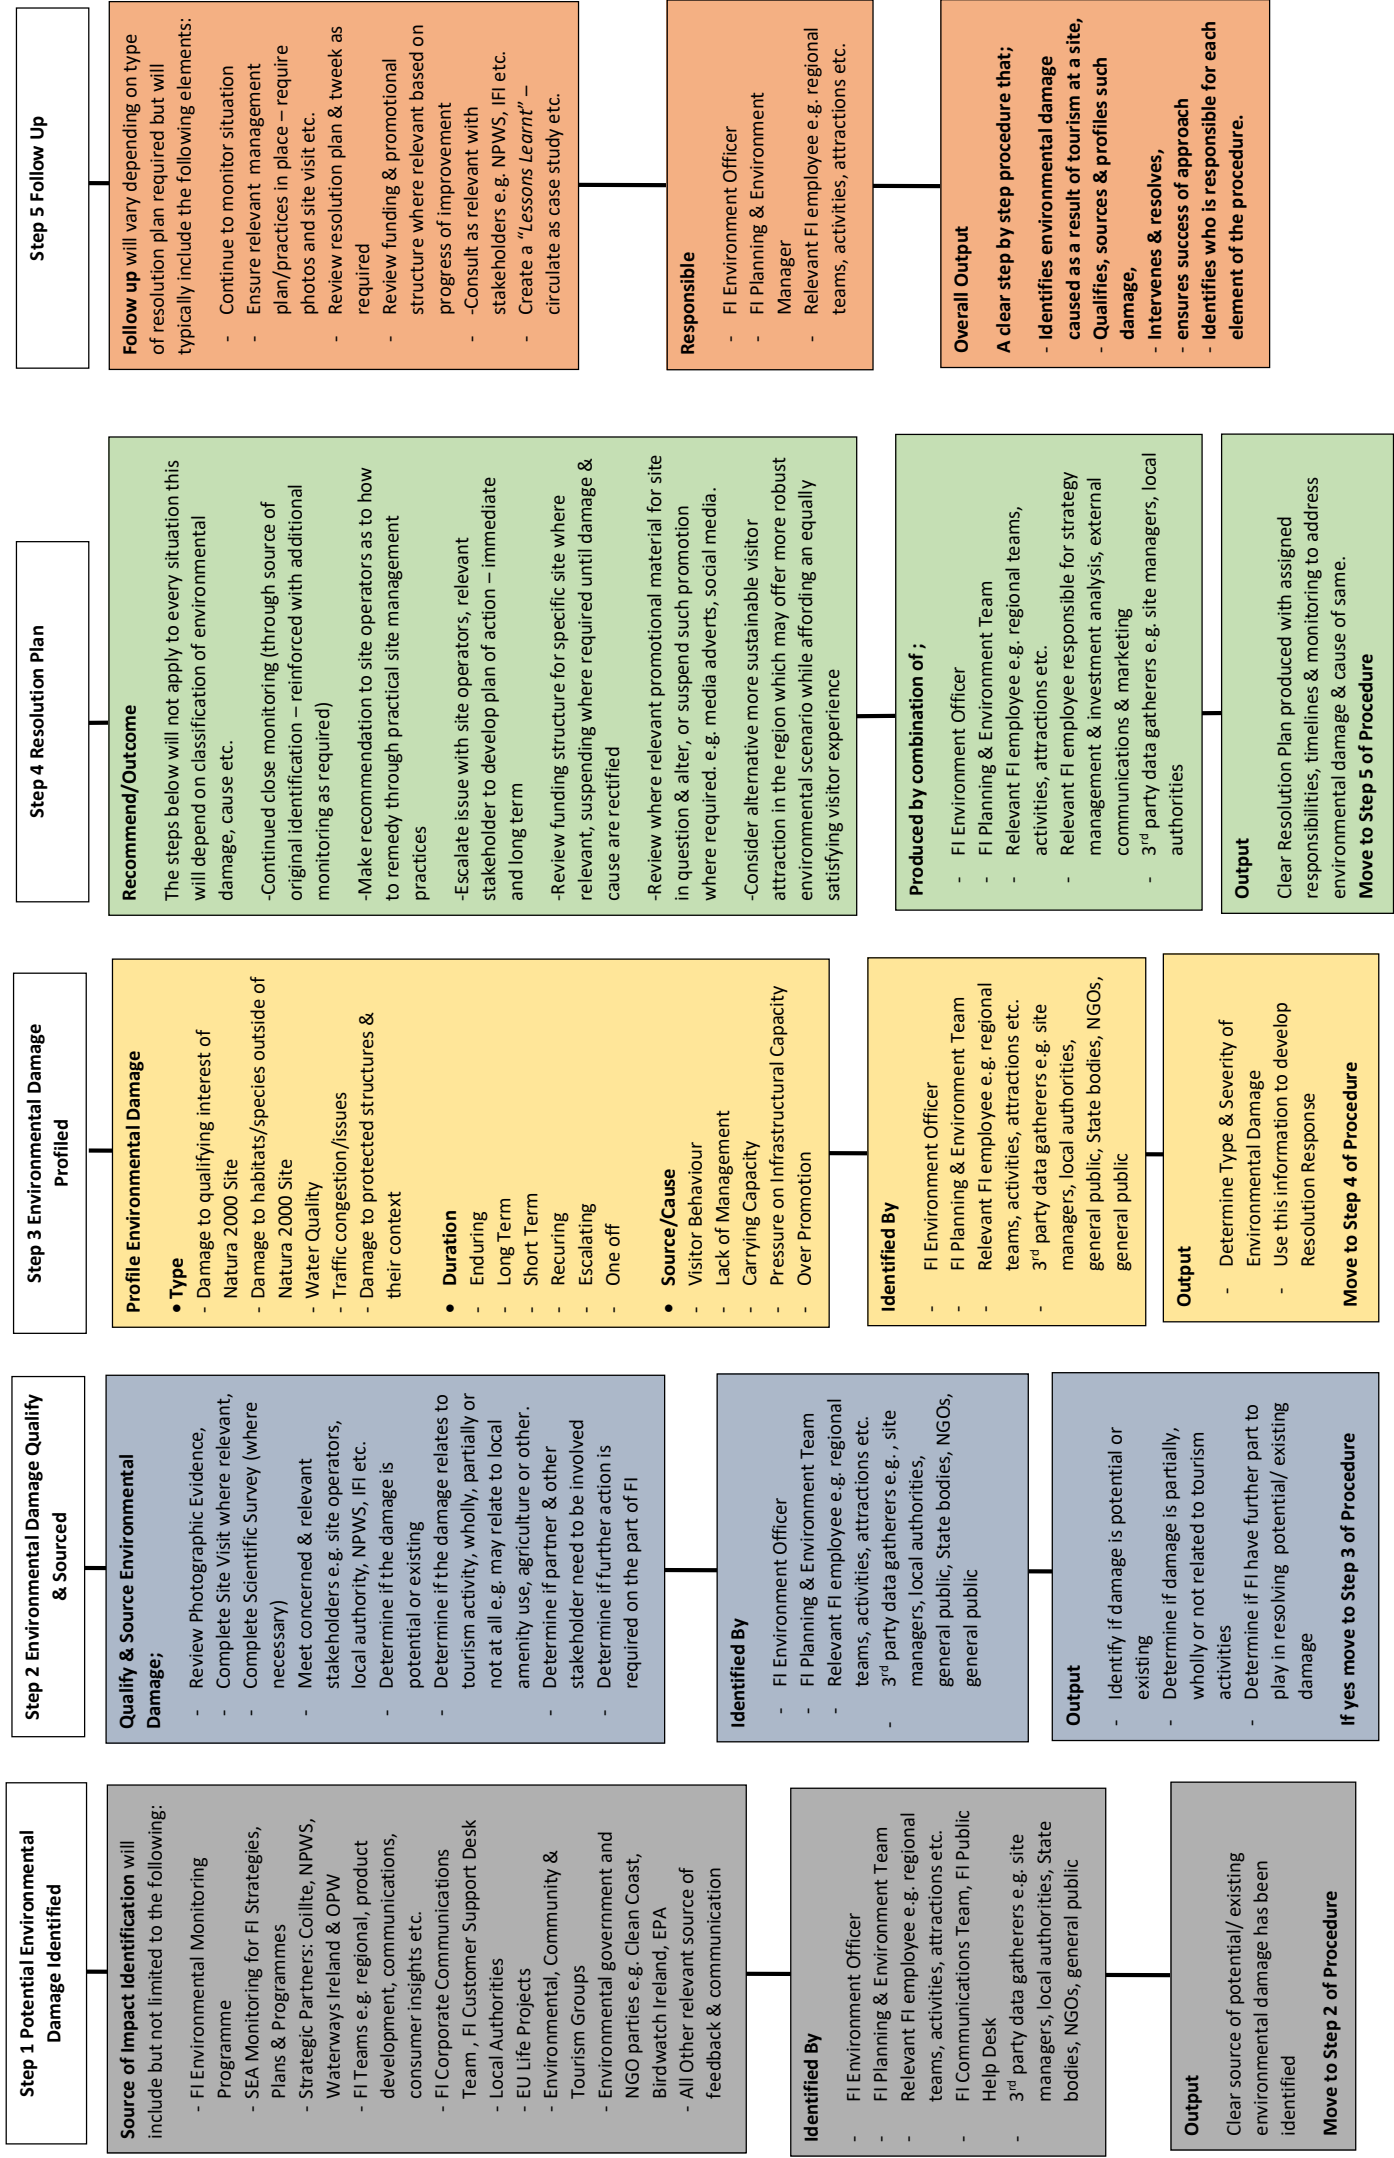 Step 1 Potential Environmental
Damage Identified
Source of Impact Identification will
include but not limited to the following:
- FI Environmental Monitoring
Programme
- SEA Monitoring for FI Strategies,
Plans & Programmes
- Strategic Partners: Coillte, NPWS,
Waterways Ireland & OPW
- FI Teams e.g. regional, product
development, communications,
consumer insights etc.
- FI Corporate Communications
Team , FI Customer Support Desk
- Local Authorities
- EU Life Projects
- Environmental, Community &
Tourism Groups
- Environmental government and
NGO parties e.g. Clean Coast,
Birdwatch Ireland, EPA
- All Other relevant source of
feedback & communication
Identified By
- FI Environment Officer
- FI Planning & Environment Team
- Relevant FI employee e.g. regional
teams, activities, attractions etc.
- FI Communications Team, FI Public
Help Desk
- 3rd party data gatherers e.g. site
managers, local authorities, State
bodies, NGOs, general public
Output
Clear source of potential/ existing
environmental damage has been
identified
Move to Step 2 of Procedure
Step 2 Environmental Damage Qualify
& Sourced
Qualify & Source Environmental
Damage;
- Review Photographic Evidence,
- Complete Site Visit where relevant,
- Complete Scientific Survey (where
necessary)
- Meet concerned & relevant
stakeholders e.g. site operators,
local authority, NPWS, IFI etc.
- Determine if the damage is
potential or existing
- Determine if the damage relates to
tourism activity, wholly, partially or
not at all e.g. may relate to local
amenity use, agriculture or other.
- Determine if partner & other
stakeholder need to be involved
- Determine if further action is
required on the part of FI
Identified By
- FI Environment Officer
- FI Planning & Environment Team
- Relevant FI employee e.g. regional
teams, activities, attractions etc.
- 3rd party data gatherers e.g., site
managers, local authorities,
general public, State bodies, NGOs,
general public
Output
- Identify if damage is potential or
existing
- Determine if damage is partially,
wholly or not related to tourism
activities
- Determine if FI have further part to
play in resolving potential/ existing
damage
If yes move to Step 3 of Procedure
Step 3 Environmental Damage
Profiled
Profile Environmental Damage
• Type
- Damage to qualifying interest of
Natura 2000 Site
- Damage to habitats/species outside of
Natura 2000 Site
- Water Quality
- Traffic congestion/issues
- Damage to protected structures &
their context
• Duration
- Enduring
- Long Term
- Short Term
- Recuring
- Escalating
- One off
• Source/Cause
- Visitor Behaviour
- Lack of Management
- Carrying Capacity
- Pressure on Infrastructural Capacity
- Over Promotion
Identified By
- FI Environment Officer
- FI Planning & Environment Team
- Relevant FI employee e.g. regional
teams, activities, attractions etc.
- 3rd party data gatherers e.g. site
managers, local authorities,
general public, State bodies, NGOs,
general public
Output
- Determine Type & Severity of
Environmental Damage
- Use this information to develop
Resolution Response
Move to Step 4 of Procedure
Step 4 Resolution Plan
Recommend/Outcome
The steps below will not apply to every situation this
will depend on classification of environmental
damage, cause etc.
-Continued close monitoring (through source of
original identification – reinforced with additional
monitoring as required)
-Make recommendation to site operators as to how
to remedy through practical site management
practices
-Escalate issue with site operators, relevant
stakeholder to develop plan of action – immediate
and long term
-Review funding structure for specific site where
relevant, suspending where required until damage &
cause are rectified
-Review where relevant promotional material for site
in question & alter, or suspend such promotion
where required. e.g. media adverts, social media.
-Consider alternative more sustainable visitor
attraction in the region which may offer more robust
environmental scenario while affording an equally
satisfying visitor experience
Produced by combination of ;
- FI Environment Officer
- FI Planning & Environment Team
- Relevant FI employee e.g. regional teams,
activities, attractions etc.
- Relevant FI employee responsible for strategy
management & investment analysis, external
communications & marketing
- 3rd party data gatherers e.g. site managers, local
authorities
Output
Clear Resolution Plan produced with assigned
responsibilities, timelines & monitoring to address
environmental damage & cause of same.
Move to Step 5 of Procedure
Step 5 Follow Up
Follow up will vary depending on type
of resolution plan required but will
typically include the following elements:
- Continue to monitor situation
- Ensure relevant management
plan/practices in place – require
photos and site visit etc.
- Review resolution plan & tweek as
required
- Review funding & promotional
structure where relevant based on
progress of improvement
- -Consult as relevant with
stakeholders e.g. NPWS, IFI etc.
- Create a “Lessons Learnt” –
circulate as case study etc.
Responsible
- FI Environment Officer
- FI Planning & Environment
Manager
- Relevant FI employee e.g. regional
teams, activities, attractions etc.
Overall Output
A clear step by step procedure that;
- Identifies environmental damage
caused as a result of tourism at a site,
- Qualifies, sources & profiles such
damage,
- Intervenes & resolves,
- ensures success of approach
- Identifies who is responsible for each
element of the procedure.